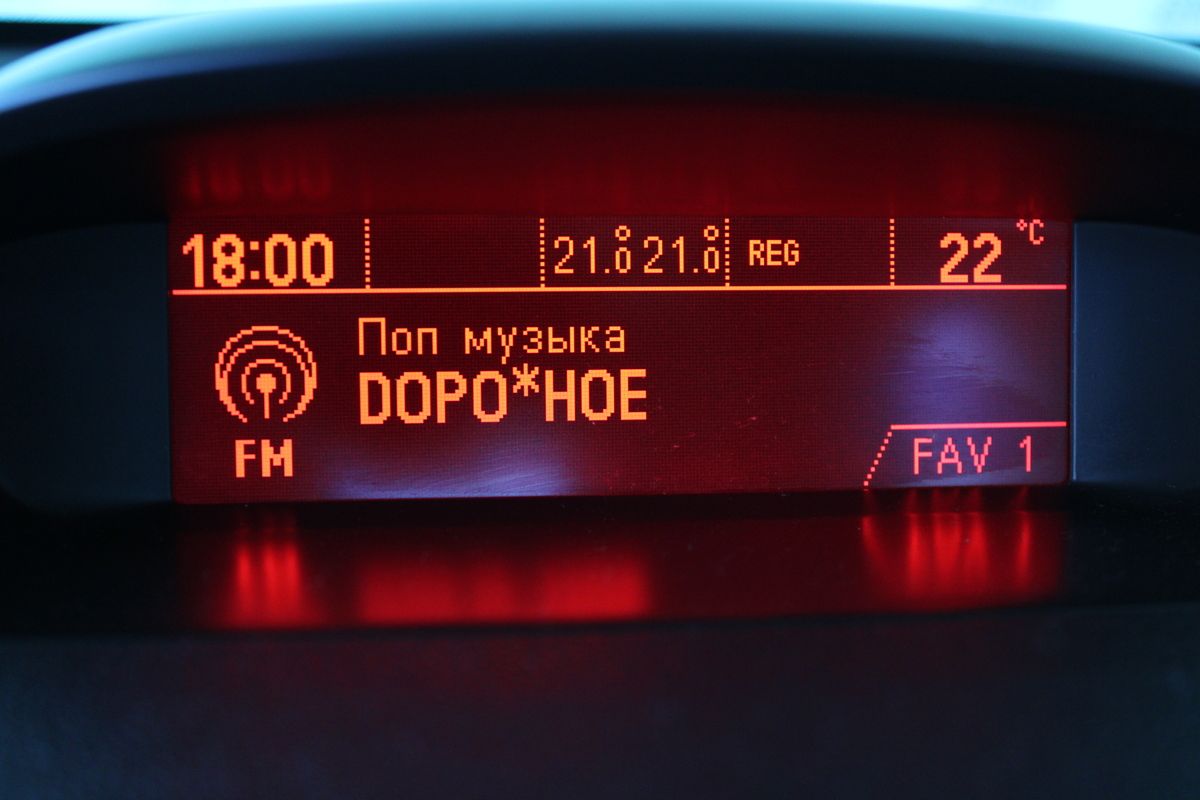 18:00 21.0° 21.0° REG 22 °C
Поп музыка
DOPO*HOE
FM
FAV 1